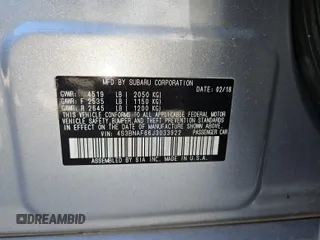 MFD BY SUBARU CORPORATION
GVWR: 4519 LB( 2050 KG) DATE 02/18
GAWR: F 2535 LB( 1150 KG)
GAWR: R 2645 LB( 1200 KG)
VIN: 4S3BNAF66J3033922 PASSENGER CAR
THIS VEHICLE CONFORMS TO ALL APPLICABLE FEDERAL MOTOR VEHICLE
SAFETY, BUMPER, AND THEFT PREVENTION STANDARDS IN EFFECT
ON THE DATE OF MANUFACTURE SHOWN ABOVE.
ASSEMBLED BY SIA INC. MADE IN U.S.A.